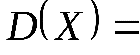 D(X) =